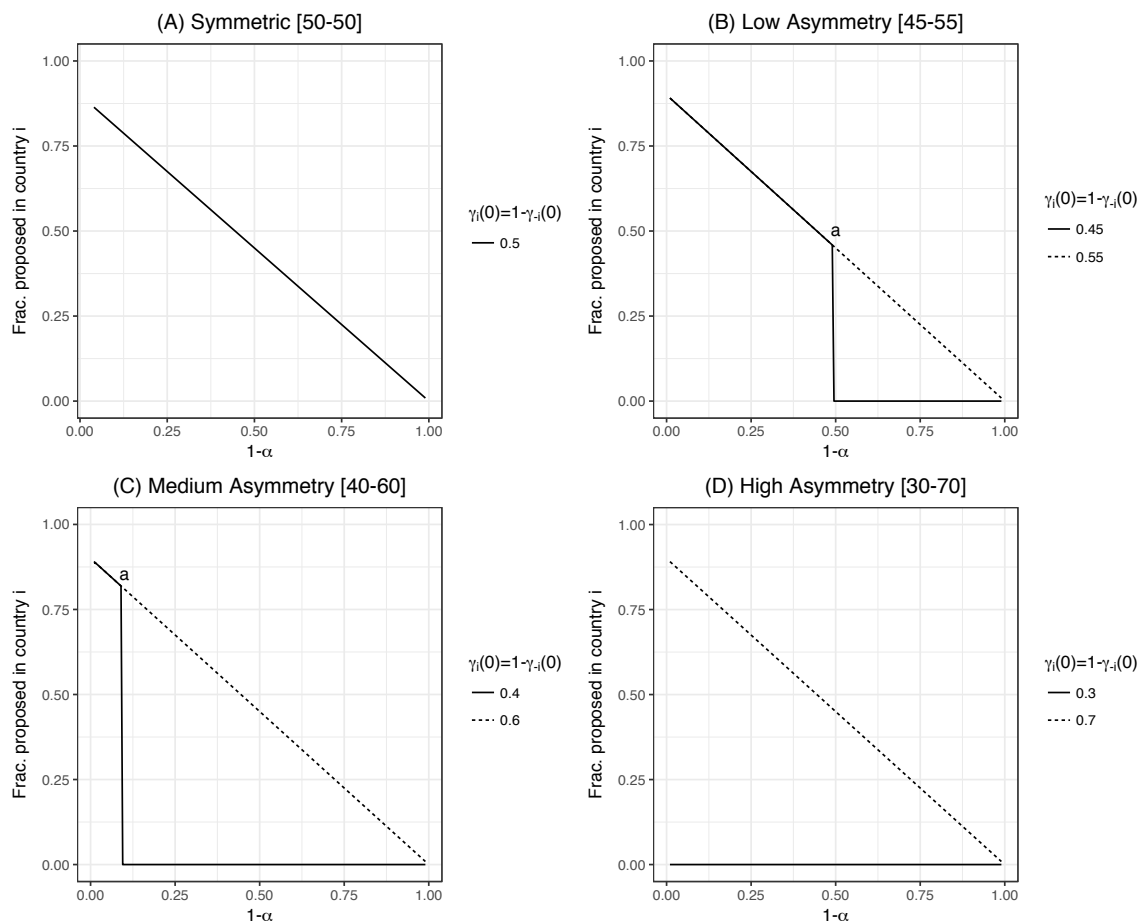 (A) Symmetric [50-50]
1.00
0.75
0.50
0.25
0.00
Frac. proposed in country i
0.00 0.25 0.50 0.75 1.00
1-α
γi(0)=1-γ-i(0)
0.5
(B) Low Asymmetry [45-55]
1.00
0.75
0.50
0.25
0.00
Frac. proposed in country i
a
0.00 0.25 0.50 0.75 1.00
1-α
γi(0)=1-γ-i(0)
0.45
0.55
(C) Medium Asymmetry [40-60]
1.00
0.75
0.50
0.25
0.00
Frac. proposed in country i
a
0.00 0.25 0.50 0.75 1.00
1-α
γi(0)=1-γ-i(0)
0.4
0.6
(D) High Asymmetry [30-70]
1.00
0.75
0.50
0.25
0.00
Frac. proposed in country i
0.00 0.25 0.50 0.75 1.00
1-α
γi(0)=1-γ-i(0)
0.3
0.7